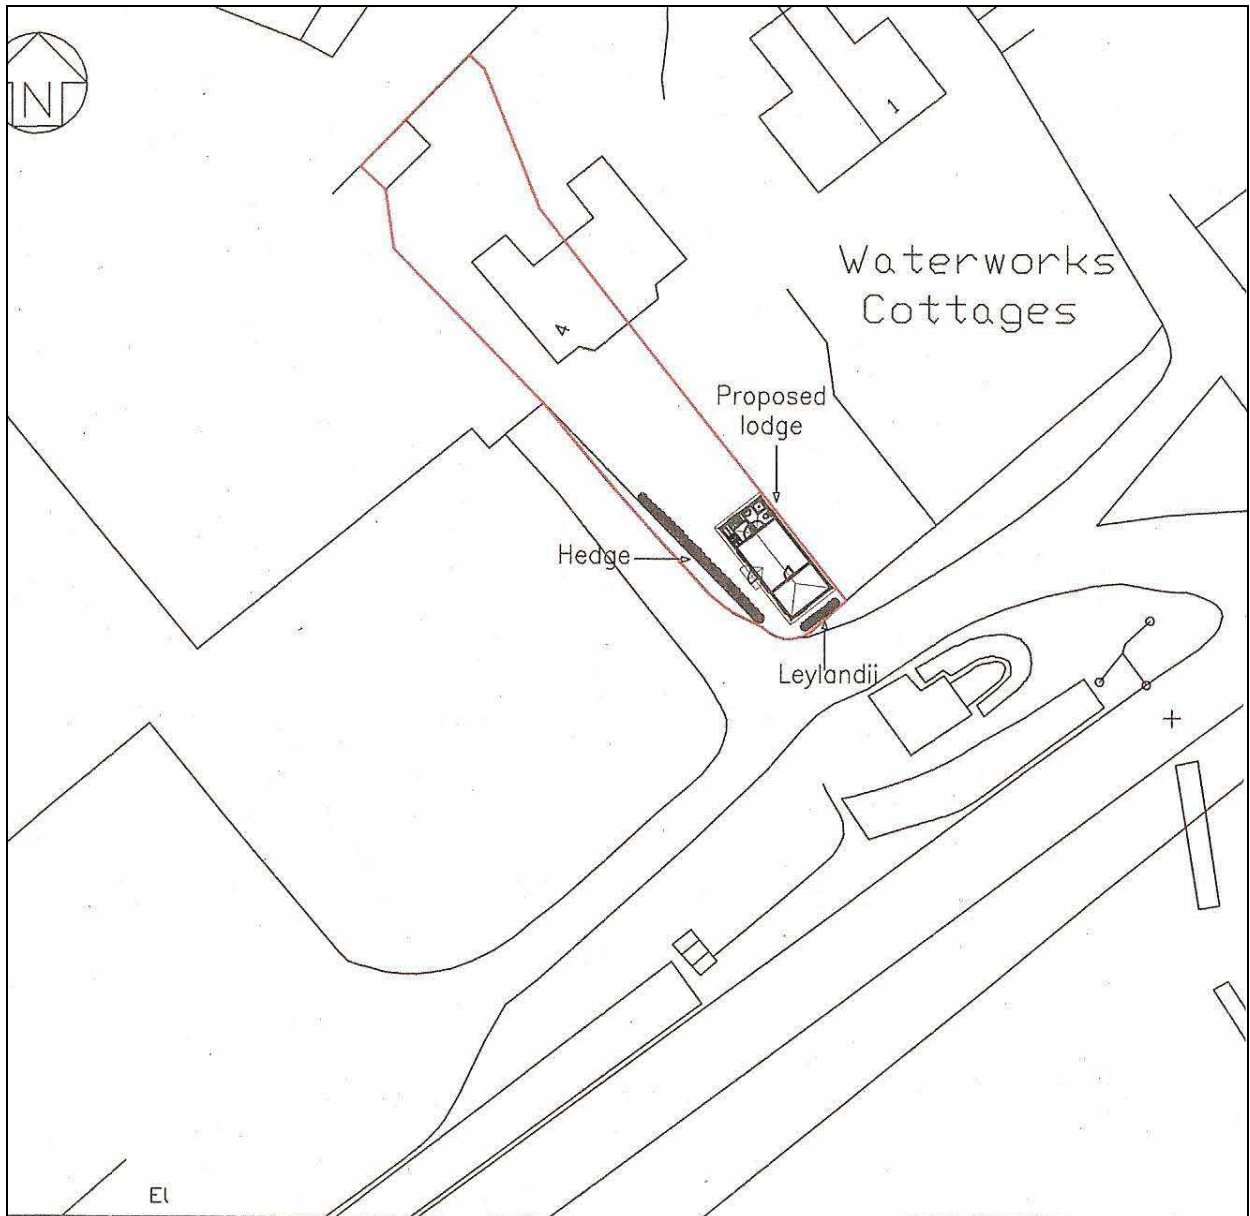 N
1
Waterworks
Cottages
4
Proposed
lodge
Hedge
Leylandii
El